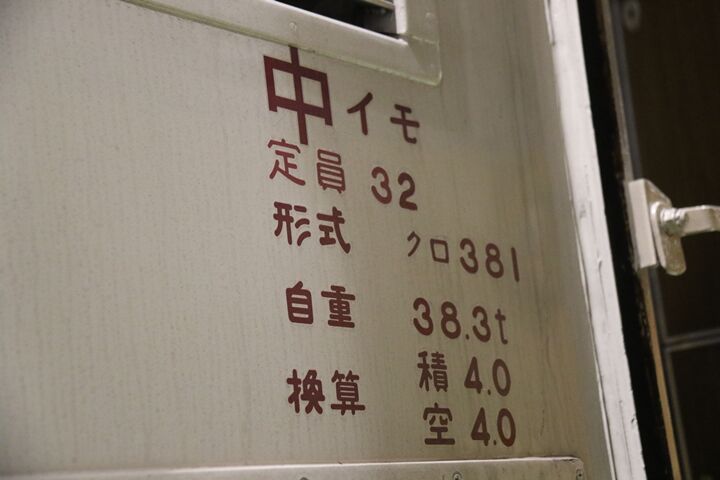 中イモ
定員 32
形式 クロ381
自重 38.3t
換算 積 4.0
空 4.0